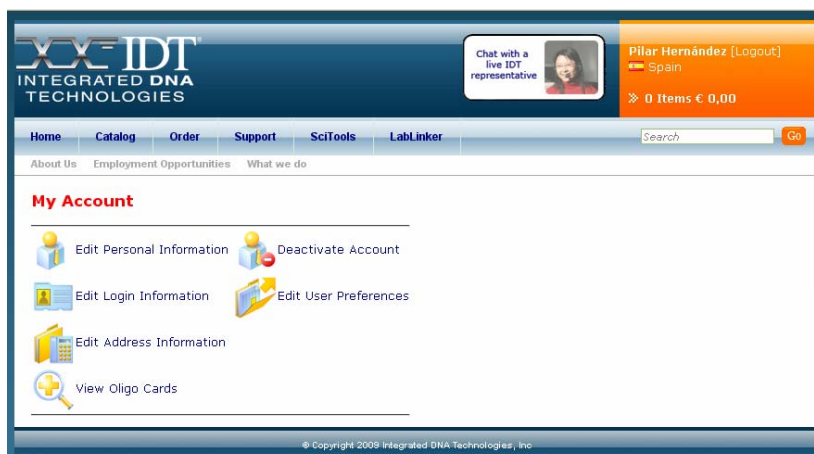 IDT
INTEGRATED DNA
TECHNOLOGIES
Chat with a
live IDT
representative
Pilar Hernández [Logout]
Spain
» 0 Items € 0,00
Home Catalog Order Support SciTools LabLinker
Search Go
About Us Employment Opportunities What we do
My Account
Edit Personal Information Deactivate Account
Edit Login Information Edit User Preferences
Edit Address Information
View Oligo Cards
© Copyright 2009 Integrated DNA Technologies, Inc